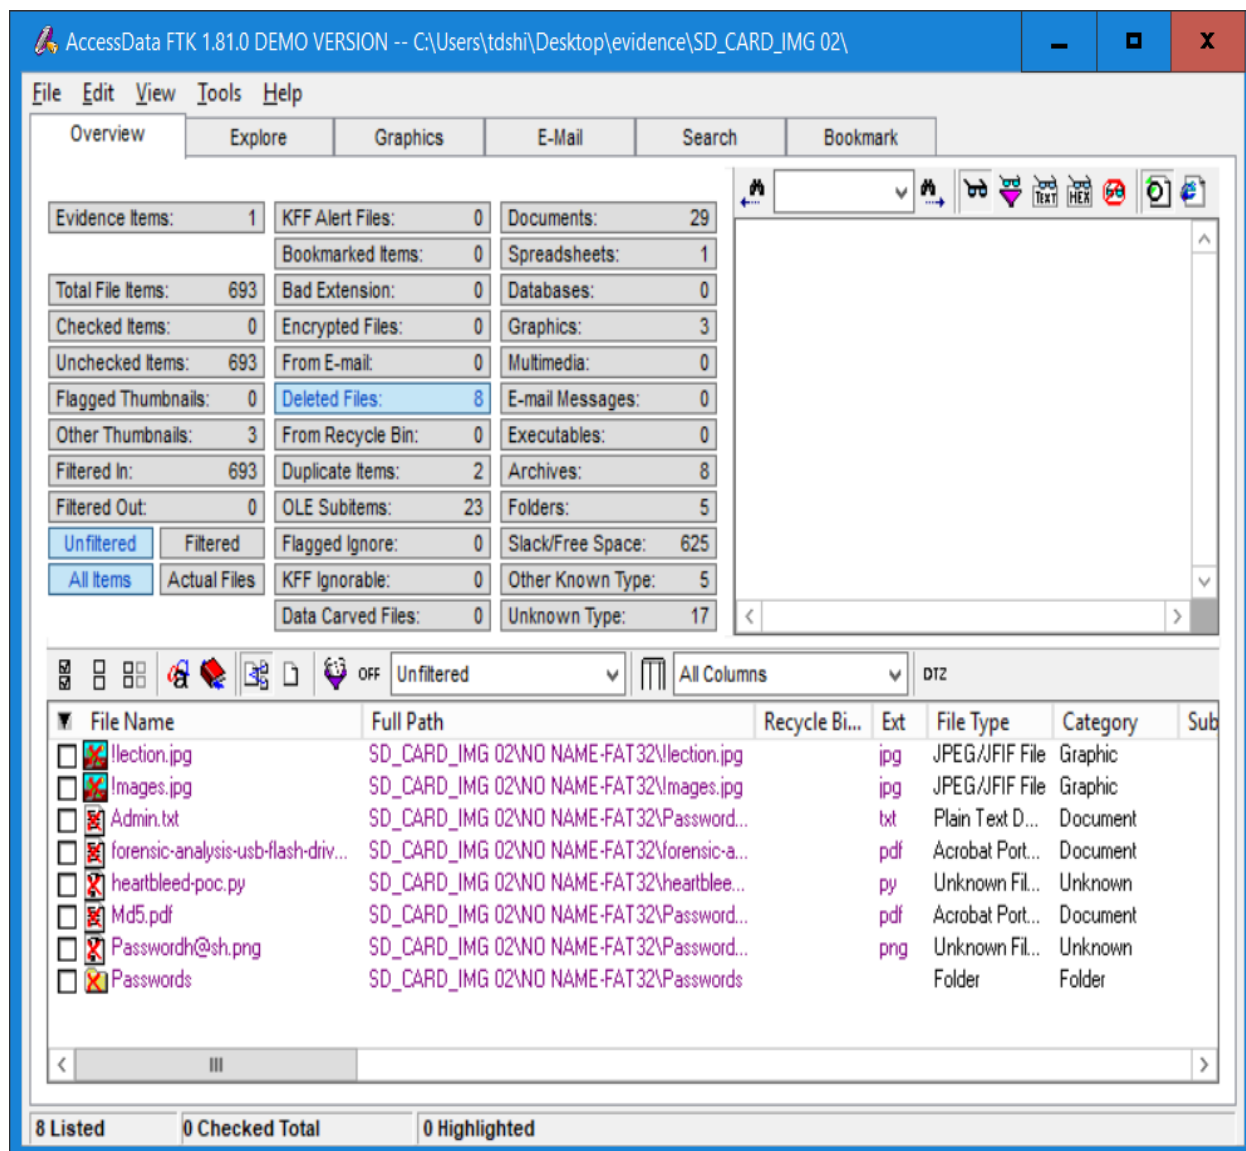 AccessData FTK 1.81.0 DEMO VERSION -- C:\Users\tdshi\Desktop\evidence\SD_CARD_IMG 02\
File Edit View Tools Help
Overview Explore Graphics E-Mail Search Bookmark
TEXT HEX
Evidence Items: 1 KFF Alert Files: 0 Documents: 29
Bookmarked Items: 0 Spreadsheets: 1
Total File Items: 693 Bad Extension: 0 Databases: 0
Checked Items: 0 Encrypted Files: 0 Graphics: 3
Unchecked Items: 693 From E-mail: 0 Multimedia: 0
Flagged Thumbnails: 0 Deleted Files: 8 E-mail Messages: 0
Other Thumbnails: 3 From Recycle Bin: 0 Executables: 0
Filtered In: 693 Duplicate Items: 2 Archives: 8
Filtered Out: 0 OLE Subitems: 23 Folders: 5
Unfiltered Filtered Flagged Ignore: 0 Slack/Free Space: 625
All Items Actual Files KFF Ignorable: 0 Other Known Type: 5
Data Carved Files: 0 Unknown Type: 17
OFF Unfiltered All Columns DTZ
File Name Full Path Recycle Bi... Ext File Type Category Sub
!lection.jpg SD_CARD_IMG 02\NO NAME-FAT32\!lection.jpg jpg JPEG/JFIF File Graphic
!mages.jpg SD_CARD_IMG 02\NO NAME-FAT32\!mages.jpg jpg JPEG/JFIF File Graphic
Admin.txt SD_CARD_IMG 02\NO NAME-FAT32\Password... txt Plain Text D... Document
forensic-analysis-usb-flash-driv... SD_CARD_IMG 02\NO NAME-FAT32\forensic-a... pdf Acrobat Port... Document
heartbleed-poc.py SD_CARD_IMG 02\NO NAME-FAT32\heartblee... py Unknown Fil... Unknown
Md5.pdf SD_CARD_IMG 02\NO NAME-FAT32\Password... pdf Acrobat Port... Document
Passwordh@sh.png SD_CARD_IMG 02\NO NAME-FAT32\Password... png Unknown Fil... Unknown
Passwords SD_CARD_IMG 02\NO NAME-FAT32\Passwords Folder Folder
8 Listed 0 Checked Total 0 Highlighted